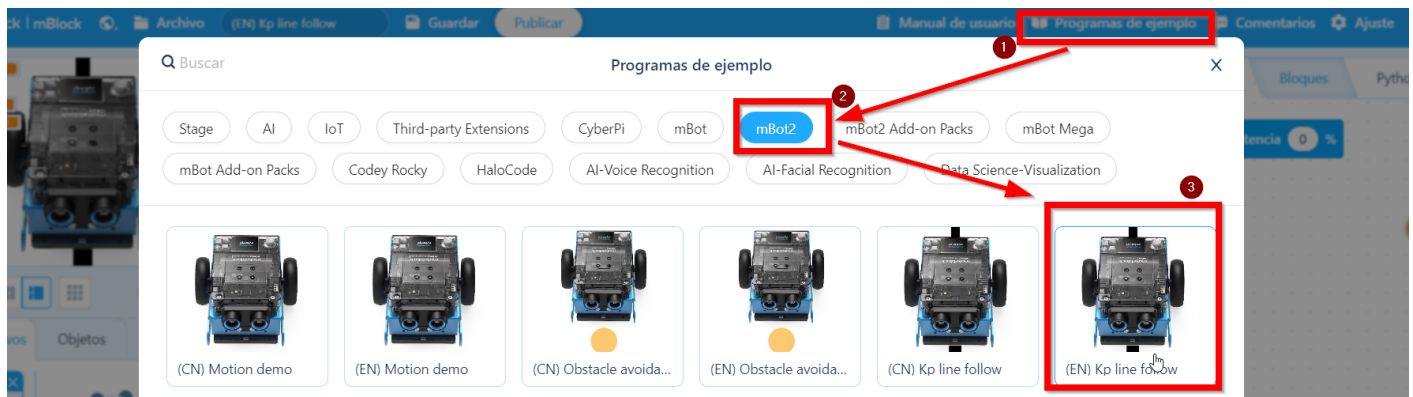 ck | mBlock Archivo (EN) Kp line follow Guardar Publicar Manual de usuario Programas de ejemplo Comentarios Ajuste
1
Buscar Programas de ejemplo X
Bloques Pytho
2
Stage AI IoT Third-party Extensions CyberPi mBot mBot2 mBot2 Add-on Packs mBot Mega
tencia 0 %
mBot Add-on Packs Codey Rocky HaloCode AI-Voice Recognition AI-Facial Recognition Data Science-Visualization
3
vos Objetos
(CN) Motion demo (EN) Motion demo (CN) Obstacle avoida... (EN) Obstacle avoida... (CN) Kp line follow (EN) Kp line follow